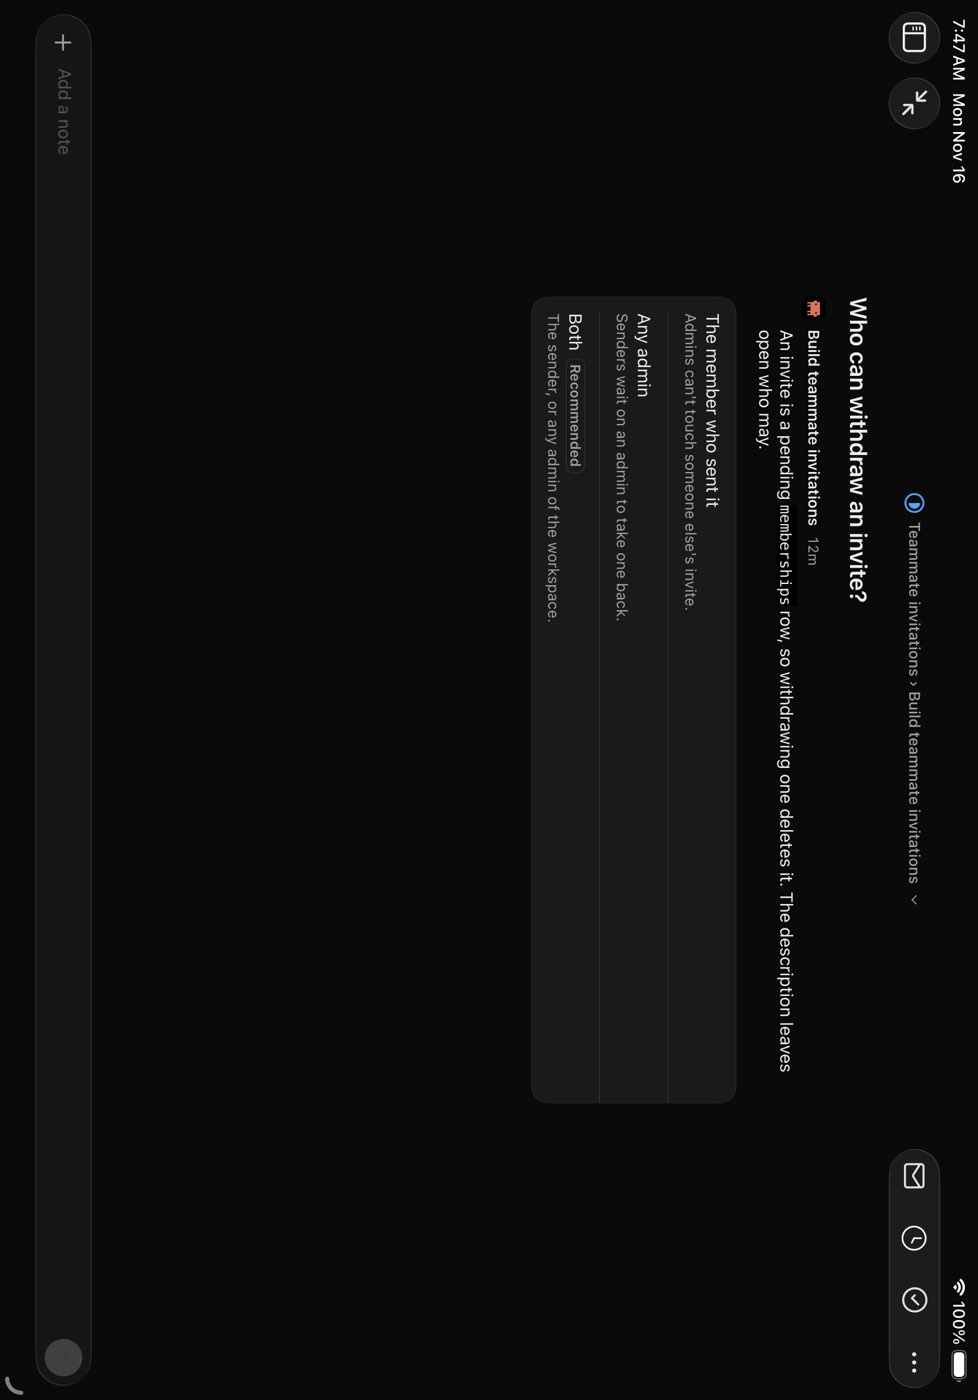 7:47 AM Mon Nov 16
100%
Teammate invitations › Build teammate invitations
Who can withdraw an invite?
Build teammate invitations 12m
An invite is a pending memberships row, so withdrawing one deletes it. The description leaves
open who may.
The member who sent it
Admins can't touch someone else's invite.
Any admin
Senders wait on an admin to take one back.
Both Recommended
The sender, or any admin of the workspace.
Add a note